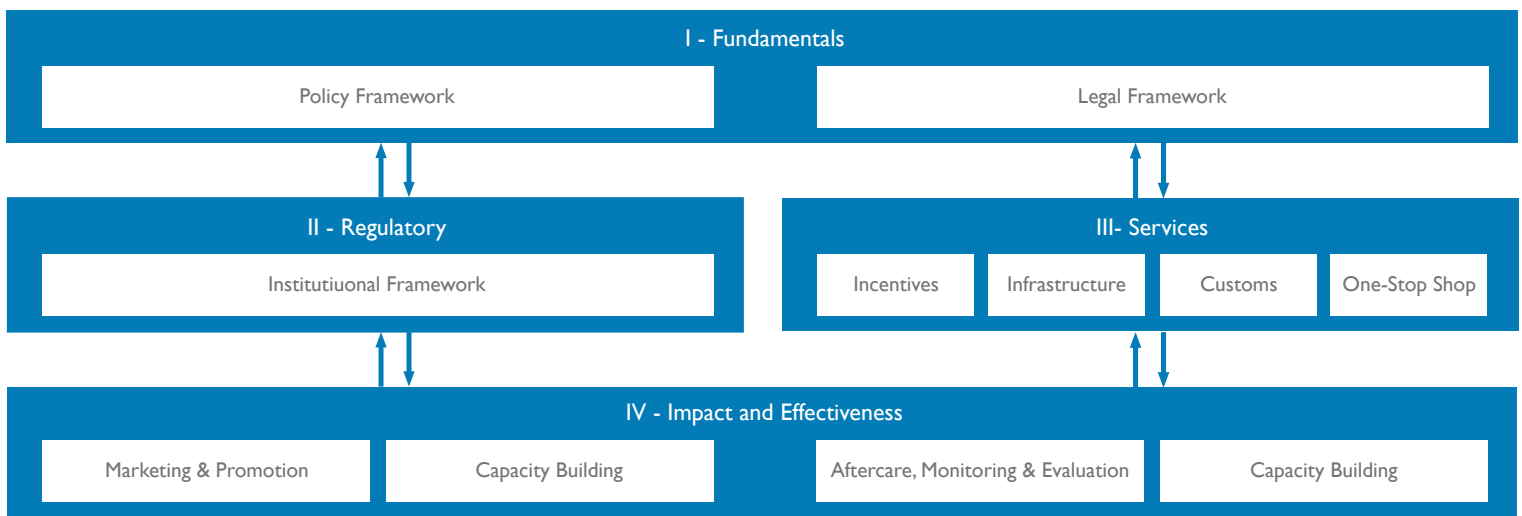 I - Fundamentals
Policy Framework
Legal Framework
II - Regulatory
Institutiuonal Framework
III- Services
Incentives
Infrastructure
Customs
One-Stop Shop
IV - Impact and Effectiveness
Marketing & Promotion
Capacity Building
Aftercare, Monitoring & Evaluation
Capacity Building